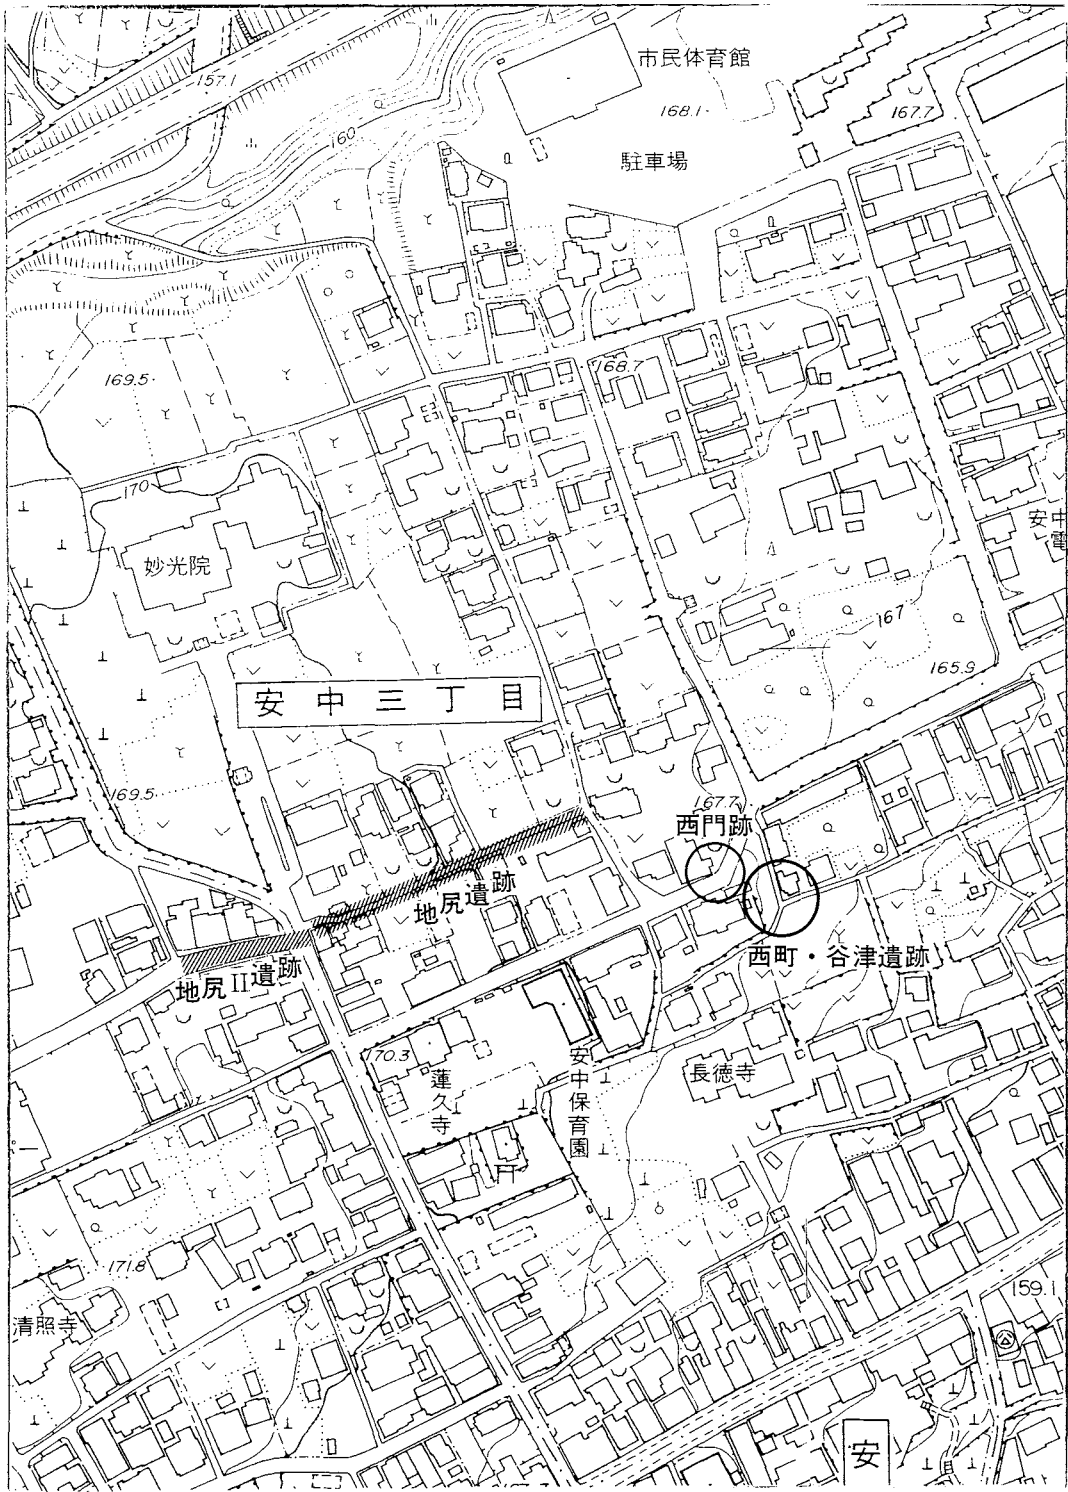 市民体育館
157.1
168.1
167.7
160
駐車場
168.7
169.5
170
安中
電
妙光院
167
165.9
安中三丁目
169.5
167.7
西門跡
地尻遺跡
西町・谷津遺跡
地尻II遺跡
170.3
蓮久寺
安中保育園
長徳寺
171.8
159.1
清照寺
安